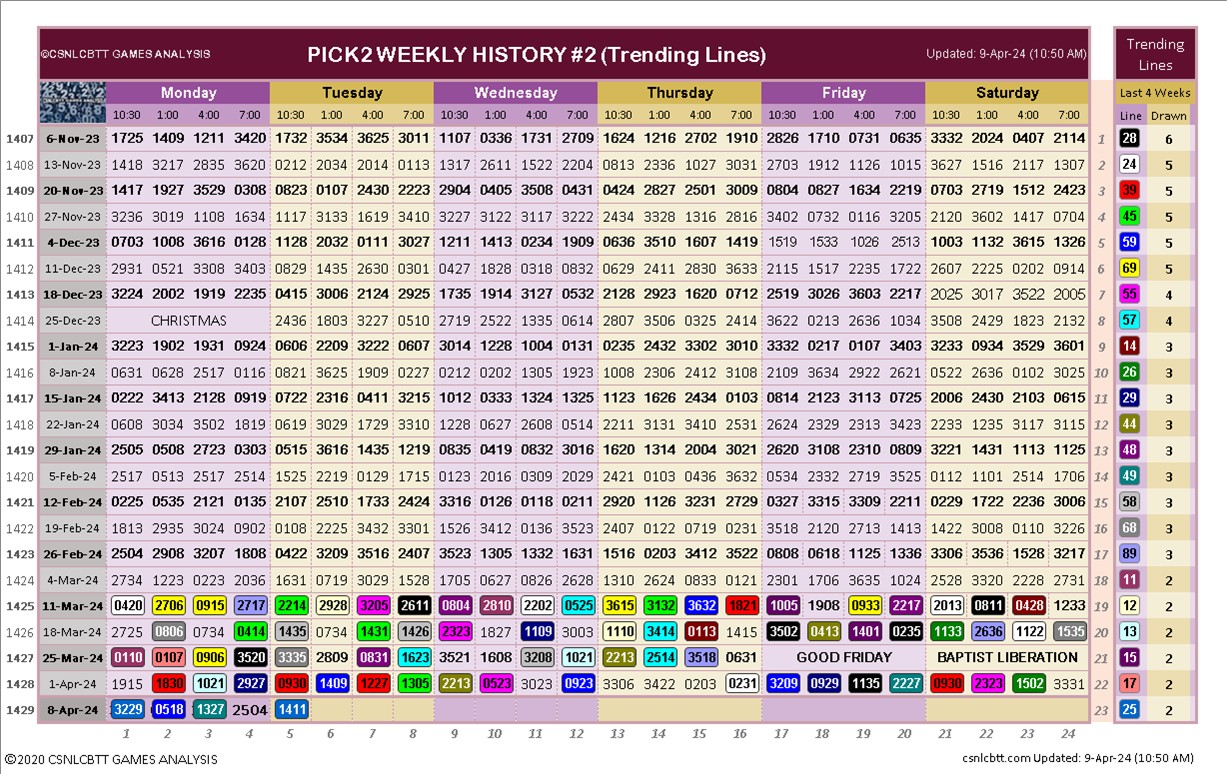 ©CSNLCBTT GAMES ANALYSIS PICK2 WEEKLY HISTORY #2 (Trending Lines) Updated: 9-Apr-24 (10:50 AM) Trending Lines
Monday Tuesday Wednesday Thursday Friday Saturday Last 4 Weeks
10:30 1:00 4:00 7:00 10:30 1:00 4:00 7:00 10:30 1:00 4:00 7:00 10:30 1:00 4:00 7:00 10:30 1:00 4:00 7:00 10:30 1:00 4:00 7:00 Line Drawn
1407 6-Nov-23 1725 1409 1211 3420 1732 3534 3625 3011 1107 0336 1731 2709 1624 1216 2702 1910 2826 1710 0731 0635 3332 2024 0407 2114 1 28 6
1408 13-Nov-23 1418 3217 2835 3620 0212 2034 2014 0113 1317 2611 1522 2204 0813 2336 1027 3031 2703 1912 1126 1015 3627 1516 2117 1307 2 24 5
1409 20-Nov-23 1417 1927 3529 0308 0823 0107 2430 2223 2904 0405 3508 0431 0424 2827 2501 3009 0804 0827 1634 2219 0703 2719 1512 2423 3 39 5
1410 27-Nov-23 3236 3019 1108 1634 1117 3133 1619 3410 3227 3122 3117 3222 2434 3328 1316 2816 3402 0732 0116 3205 2120 3602 1417 0704 4 45 5
1411 4-Dec-23 0703 1008 3616 0128 1128 2032 0111 3027 1211 1413 0234 1909 0636 3510 1607 1419 1519 1533 1926 2513 1003 1132 3615 1326 5 59 5
1412 11-Dec-23 2931 0521 3308 3403 0829 1435 2630 0301 0427 1828 0318 0832 0629 2411 2830 3633 2115 1517 2235 1722 2607 2225 0202 0914 6 69 5
1413 18-Dec-23 3224 2002 1919 2235 0415 3006 2124 2925 1735 1914 3127 0532 2128 2923 1620 0712 2519 3026 3603 2217 2025 3017 3522 2005 7 55 4
1414 25-Dec-23 CHRISTMAS 2436 1803 3227 0510 2719 2522 1335 0614 2807 3506 0325 2414 3622 0213 2636 1034 3508 2429 1823 2132 8 57 4
1415 1-Jan-24 3223 1902 1931 0924 0606 2209 3222 0607 3014 1228 1004 0131 0235 2432 3302 3010 3332 0217 0107 3403 2233 0934 3529 3601 9 14 3
1416 8-Jan-24 0631 0628 2517 0116 0821 3625 1909 0227 0212 0202 1305 1923 1008 2306 2412 3108 2109 3634 2922 2621 0522 2636 0102 3025 10 26 3
1417 15-Jan-24 0222 3413 2128 0919 0722 2316 0411 3215 1012 0333 1324 1325 1123 1626 2434 0103 0814 2123 3113 0725 2006 2430 2103 0615 11 29 3
1418 22-Jan-24 0608 3034 3502 1819 0619 3029 1729 3310 1228 0627 2608 0514 2211 3131 3410 2531 2624 2329 2313 3423 2233 1235 3117 3115 12 44 3
1419 29-Jan-24 2505 0508 2723 0303 0515 3616 1435 1218 0835 0419 0832 3016 1620 1314 2004 3021 2620 3108 2310 0809 3221 1431 1113 1125 13 48 3
1420 5-Feb-24 2517 0513 2517 2514 1525 2219 0129 1713 0123 2016 0309 2029 2421 0103 0436 3632 0534 2332 2719 3525 0112 1101 2514 1706 14 49 3
1421 12-Feb-24 0225 0535 2121 0135 2107 2510 1733 2424 3316 0126 0118 0211 2920 1126 3231 2729 0327 3315 3309 2211 0229 1722 2236 3006 15 58 3
1422 19-Feb-24 1813 2935 3024 0902 0108 2225 3432 3301 1526 3412 0136 3523 2407 0122 0719 0231 3518 2120 2713 1413 1422 3008 0110 3226 16 68 3
1423 26-Feb-24 2504 2908 3207 1808 0422 3209 3516 2407 3523 1305 1332 1631 1516 0203 3412 3522 0808 0618 1125 1336 3306 3536 1528 3217 17 89 3
1424 4-Mar-24 2734 1223 0223 2036 1631 0719 3029 1528 1705 0627 0826 2628 1310 2624 0833 0121 2301 1706 3635 1024 2528 3320 2228 2731 18 11 2
1425 11-Mar-24 0420 2706 0915 2717 2214 2928 3205 2611 0804 2810 2202 0525 3615 3132 3632 1821 1005 1908 0933 2217 2013 0811 0428 1233 19 12 2
1426 18-Mar-24 2725 0806 0734 0414 1435 0734 1431 1426 2323 1827 1109 3003 1110 3414 0113 1415 3502 0413 1401 0235 1133 2636 1122 1535 20 13 2
1427 25-Mar-24 0110 0107 0906 3520 3335 2809 0831 1623 3521 1608 3208 1021 2213 2514 3518 0631 GOOD FRIDAY BAPTIST LIBERATION 21 15 2
1428 1-Apr-24 1915 1830 1021 2927 0930 1409 1227 1305 2213 0523 3023 0923 3306 3422 0203 0231 3209 0929 1135 2227 0930 2323 1502 3331 22 17 2
1429 8-Apr-24 3229 0518 1327 2504 1411 23 25 2
1 2 3 4 5 6 7 8 9 10 11 12 13 14 15 16 17 18 19 20 21 22 23 24
©2020 CSNLCBTT GAMES ANALYSIS csnlcbtt.com Updated: 9-Apr-24 (10:50 AM)